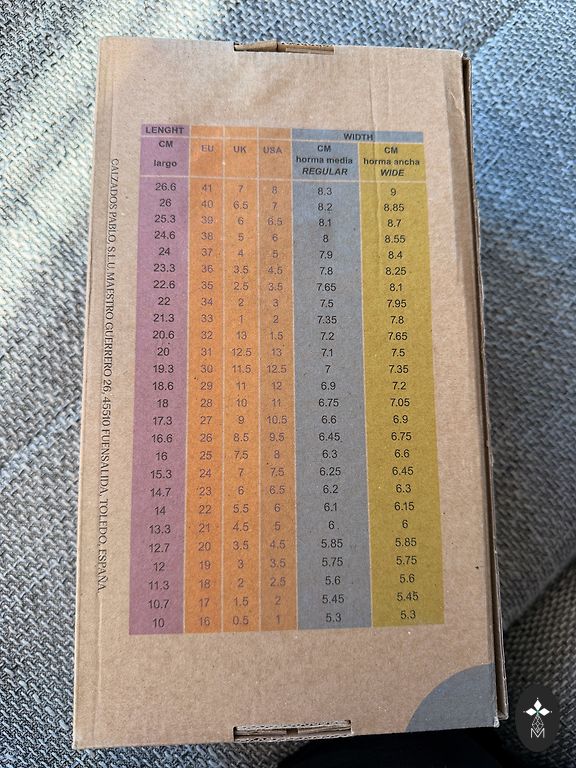 LENGHT WIDTH
CM EU UK USA CM CM
largo horma media horma ancha
REGULAR WIDE
26.6 41 7 8 8.3 9
26 40 6.5 7 8.2 8.85
25.3 39 6 6.5 8.1 8.7
24.6 38 5 6 8 8.55
24 37 4 5 7.9 8.4
23.3 36 3.5 4.5 7.8 8.25
22.6 35 2.5 3.5 7.65 8.1
22 34 2 3 7.5 7.95
21.3 33 1 2 7.35 7.8
20.6 32 13 1.5 7.2 7.65
20 31 12.5 13 7.1 7.5
19.3 30 11.5 12.5 7 7.35
18.6 29 11 12 6.9 7.2
18 28 10 11 6.75 7.05
17.3 27 9 10.5 6.6 6.9
16.6 26 8.5 9.5 6.45 6.75
16 25 7.5 8 6.3 6.6
15.3 24 7 7.5 6.25 6.45
14.7 23 6 6.5 6.2 6.3
14 22 5.5 6 6.1 6.15
13.3 21 4.5 5 6 6
12.7 20 3.5 4.5 5.85 5.85
12 19 3 3.5 5.75 5.75
11.3 18 2 2.5 5.6 5.6
10.7 17 1.5 2 5.45 5.45
10 16 0.5 1 5.3 5.3
CALZADOS PABLO, S.L.U. MAESTRO GUERRERO 26, 45510 FUENSALIDA, TOLEDO, ESPAÑA
M